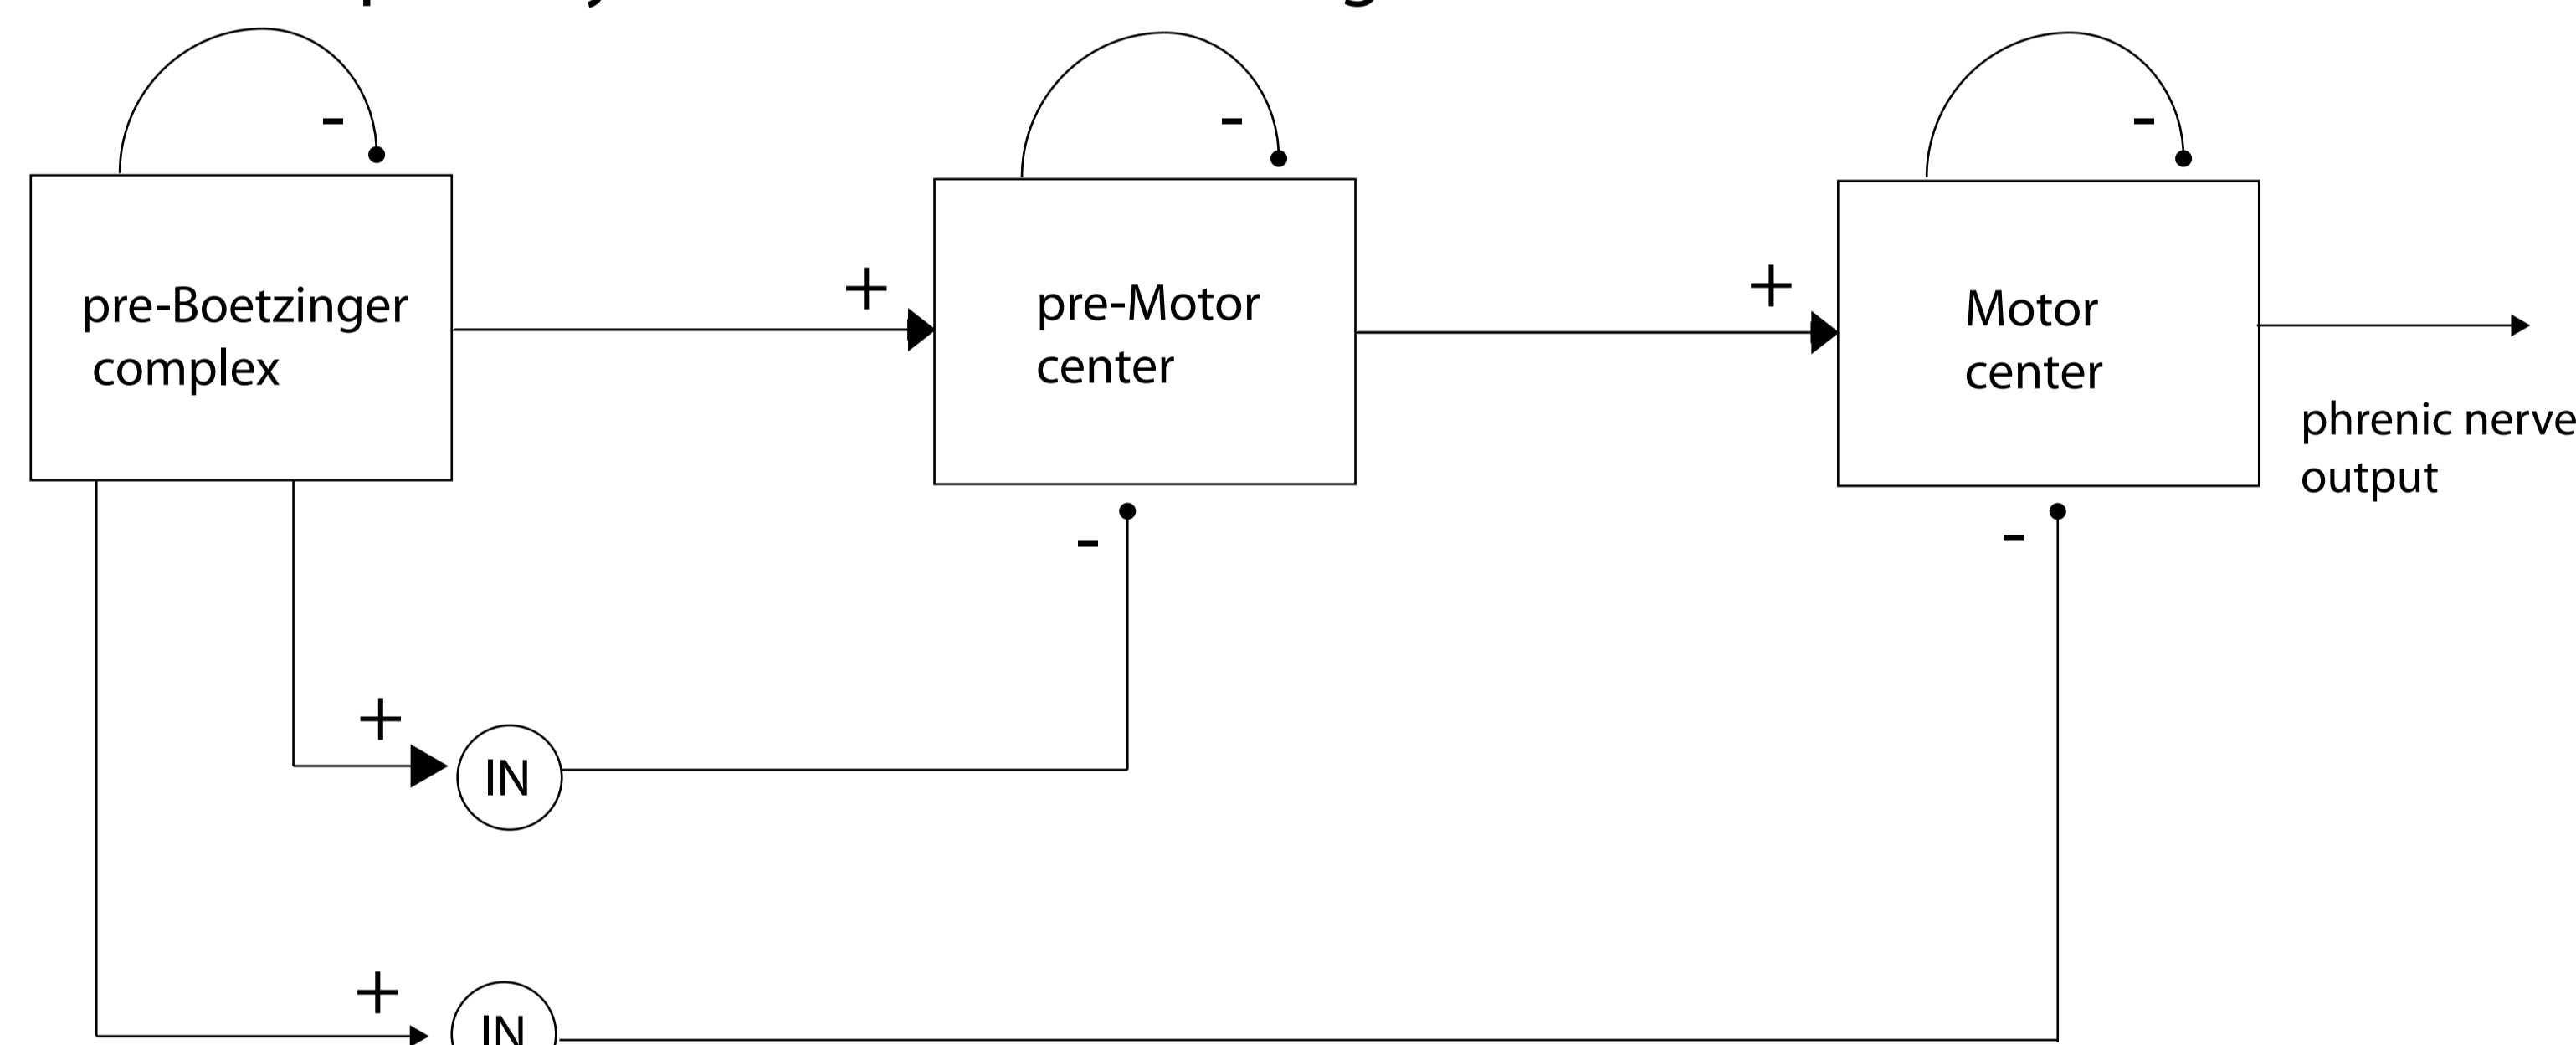 -
-
-
+
+
pre-Boetzinger
complex
pre-Motor
center
Motor
center
phrenic nerve
output
-
-
+
IN
+
IN